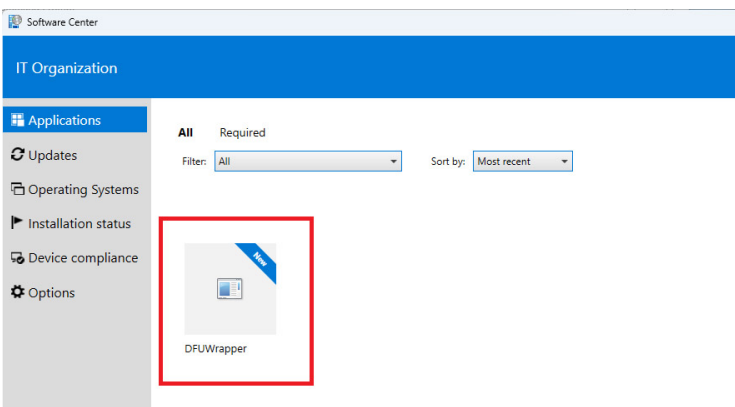 Software Center
IT Organization
Applications
Updates
Operating Systems
Installation status
Device compliance
Options
All Required
Filter: All Sort by: Most recent
New
DFUWrapper